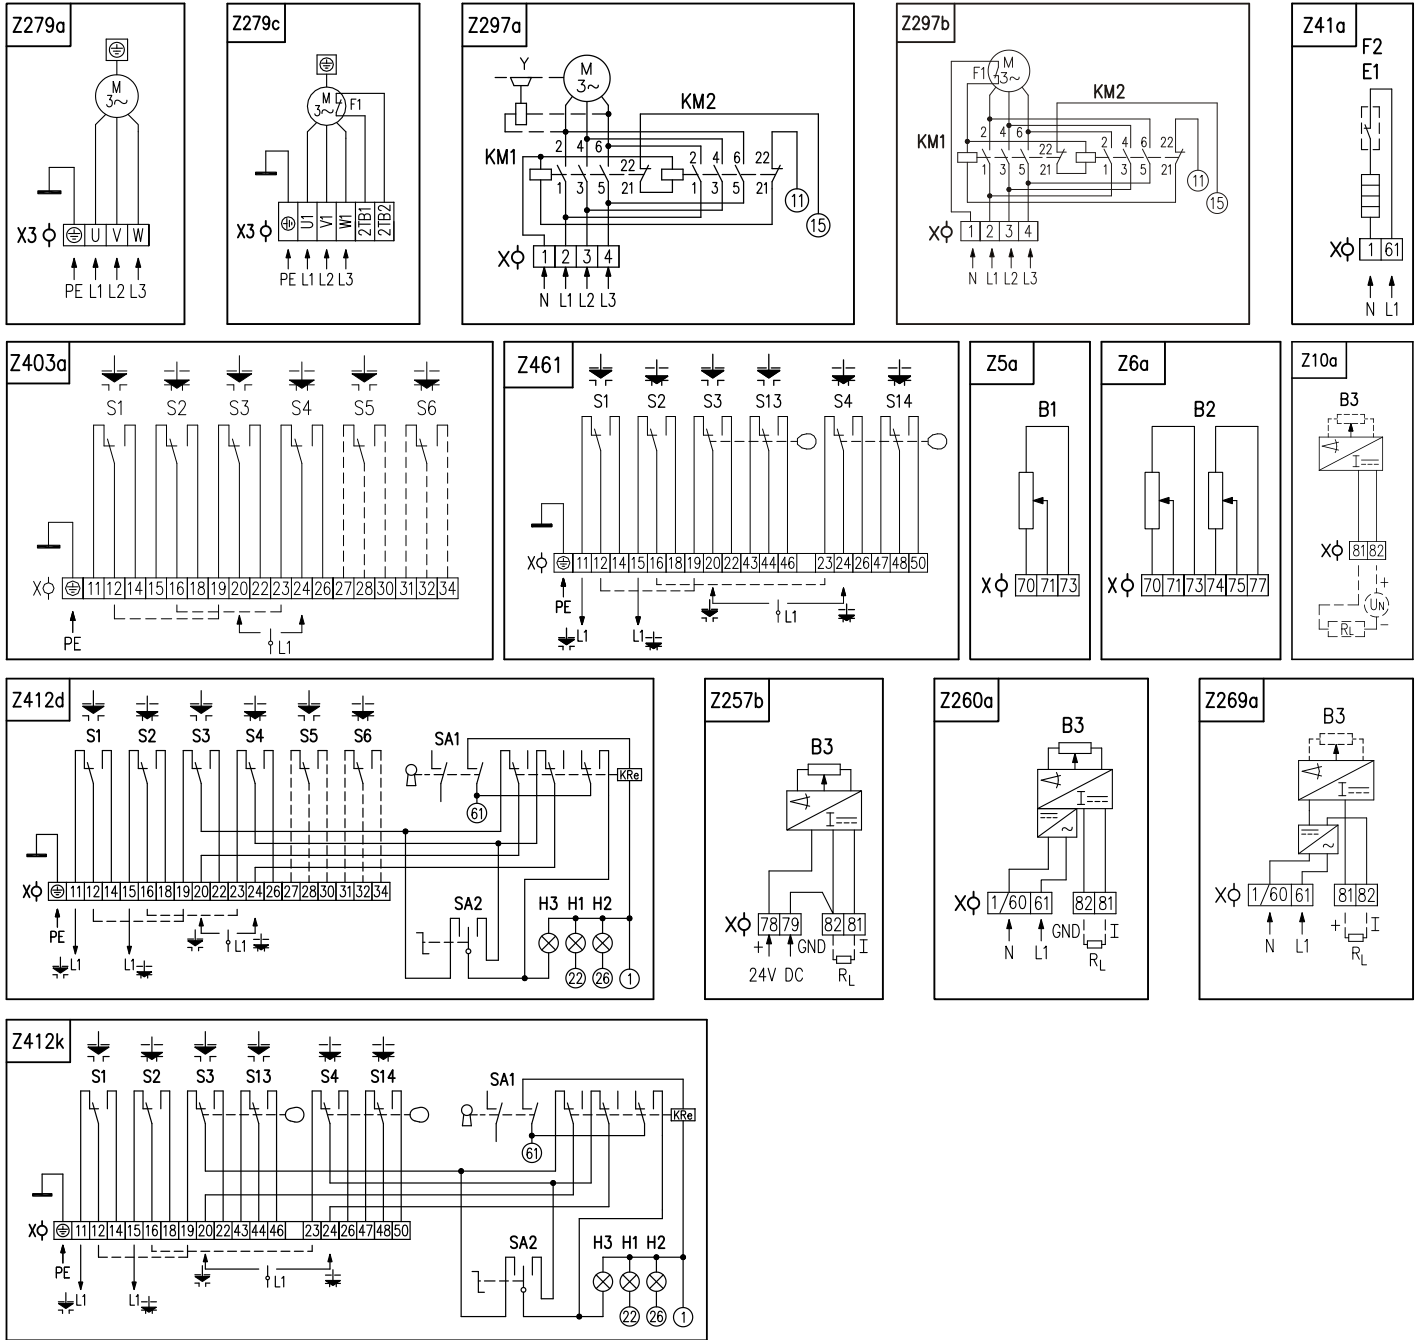 Z279a
M
3~
X3
U V W
PE L1 L2 L3
Z279c
M
3~
F1
X3
U1 V1 W1 2TB1 2TB2
PE L1 L2 L3
Z297a
Y
M
3~
KM2
2 4 6
22
2 4 6 22
KM1
1 3 5 21
1 3 5 21
11
15
X
1 2 3 4
N L1 L2 L3
Z297b
F1
M
3~
KM2
2 4 6
22
2 4 6 22
KM1
1 3 5 21
1 3 5 21
11
15
X
1 2 3 4
N L1 L2 L3
Z41a
F2
E1
X
1 61
N L1
Z403a
S1 S2 S3 S4 S5 S6
X
11 12 14 15 16 18 19 20 22 23 24 26 27 28 30 31 32 34
PE
L1
Z461
S1 S2 S3 S13 S4 S14
X
11 12 14 15 16 18 19 20 22 43 44 46 23 24 26 47 48 50
PE
L1 L1
L1
Z5a
B1
X
70 71 73
Z6a
B2
X
70 71 73 74 75 77
Z10a
B3
I
X
81 82
+
UN
RL
-
Z412d
S1 S2 S3 S4 S5 S6
SA1
KRe
61
X
11 12 14 15 16 18 19 20 22 23 24 26 27 28 30 31 32 34
PE
L1 L1
L1
SA2
H3 H1 H2
22 26 1
Z257b
B3
I
X
78 79 82 81
+
GND I
24V DC
RL
Z260a
B3
I
~
X
1/60 61 82 81
GND I
N L1
RL
Z269a
B3
I
~
X
1/60 61 81 82
+ I
N L1
RL
Z412k
S1 S2 S3 S13 S4 S14
SA1
KRe
61
X
11 12 14 15 16 18 19 20 22 43 44 46 23 24 26 47 48 50
PE
L1 L1
L1
SA2
H3 H1 H2
22 26 1